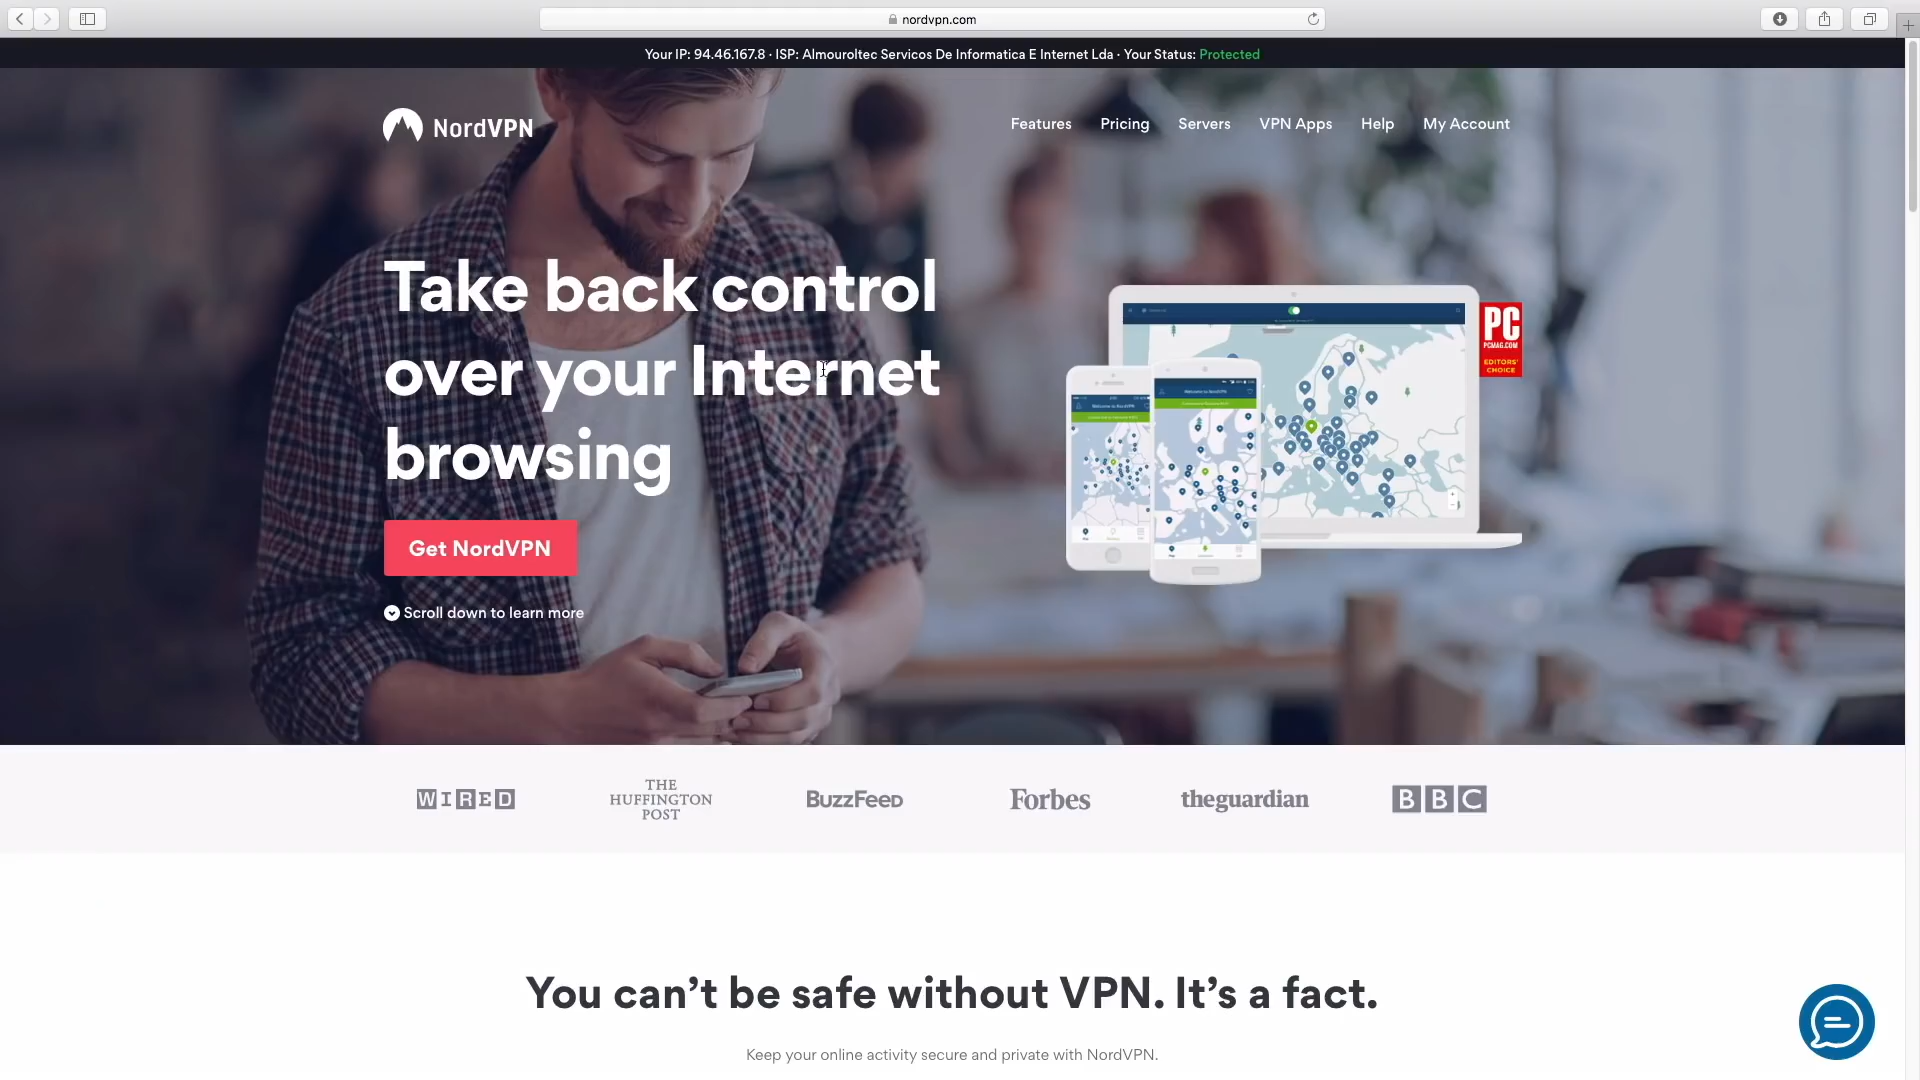 nordvpn.com
Your IP: 94.46.167.8 · ISP: Almouroltec Servicos De Informatica E Internet Lda · Your Status: Protected
NordVPN
Features
Pricing
Servers
VPN Apps
Help
My Account
Take back control
over your Internet
browsing
PC
PCMAG.COM
EDITORS'
CHOICE
Get NordVPN
Scroll down to learn more
WIRED
THE
HUFFINGTON
POST
BuzzFeed
Forbes
theguardian
BBC
You can’t be safe without VPN. It’s a fact.
Keep your online activity secure and private with NordVPN.